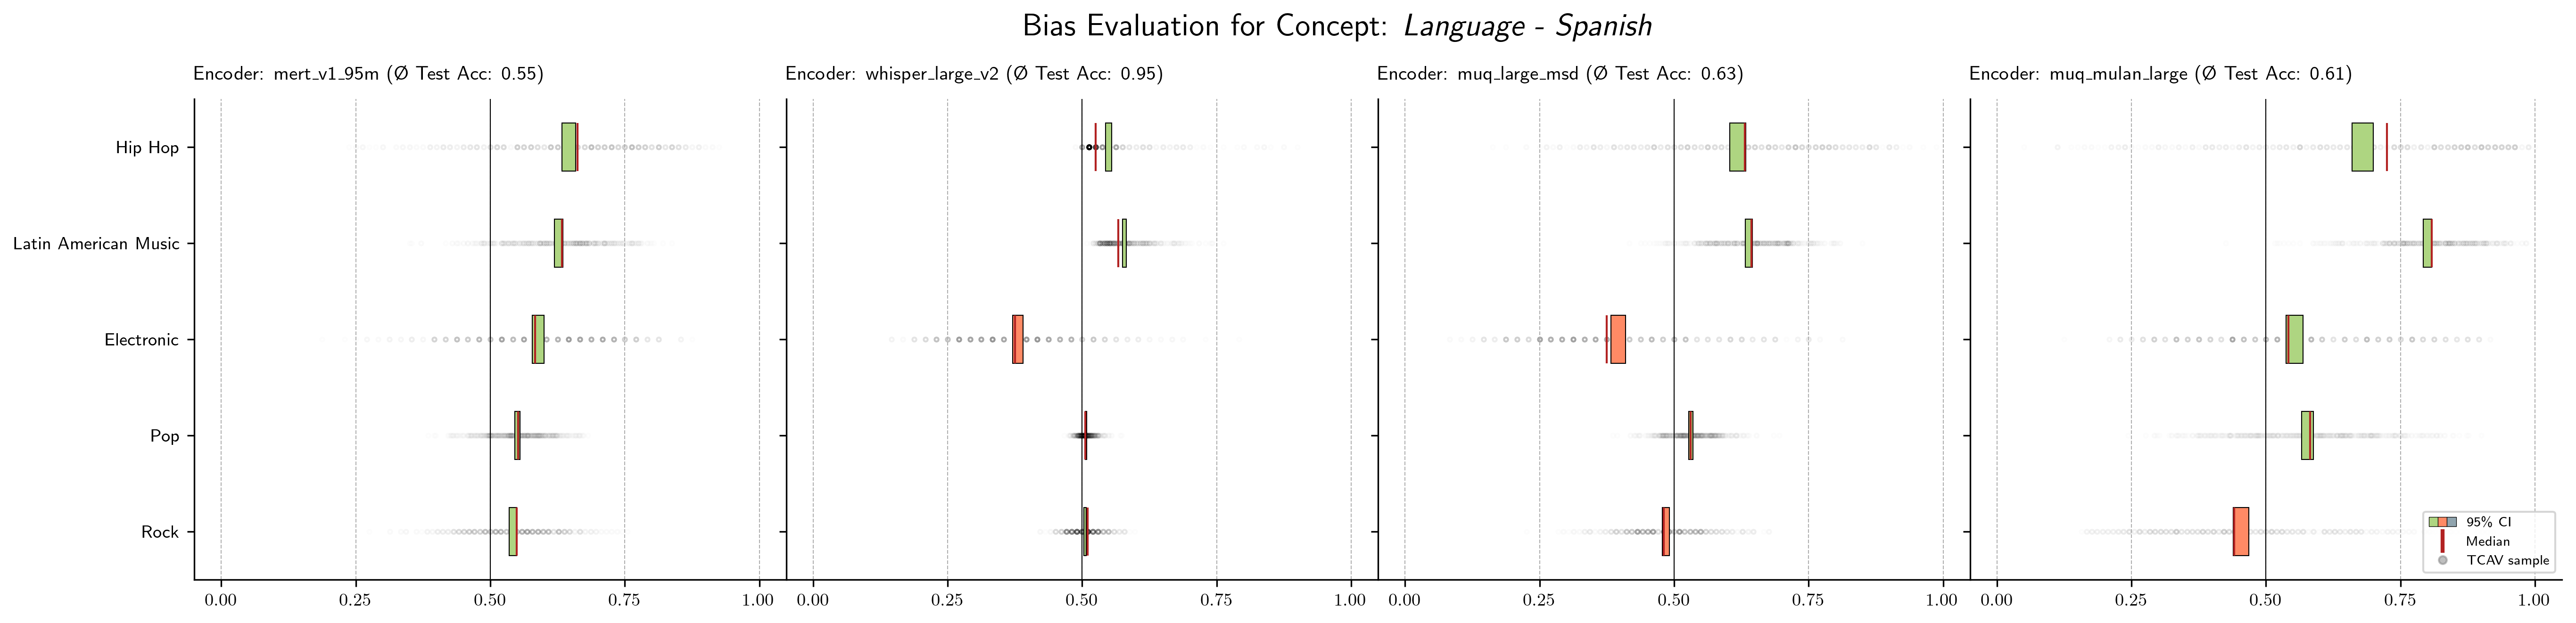 Bias Evaluation for Concept: Language - Spanish
Encoder: mert_v1_95m (Ø Test Acc: 0.55)
Encoder: whisper_large_v2 (Ø Test Acc: 0.95)
Encoder: muq_large_msd (Ø Test Acc: 0.63)
Encoder: muq_mulan_large (Ø Test Acc: 0.61)
Hip Hop
Latin American Music
Electronic
Pop
Rock
95% CI
Median
TCAV sample
0.00 0.25 0.50 0.75 1.00
0.00 0.25 0.50 0.75 1.00
0.00 0.25 0.50 0.75 1.00
0.00 0.25 0.50 0.75 1.00